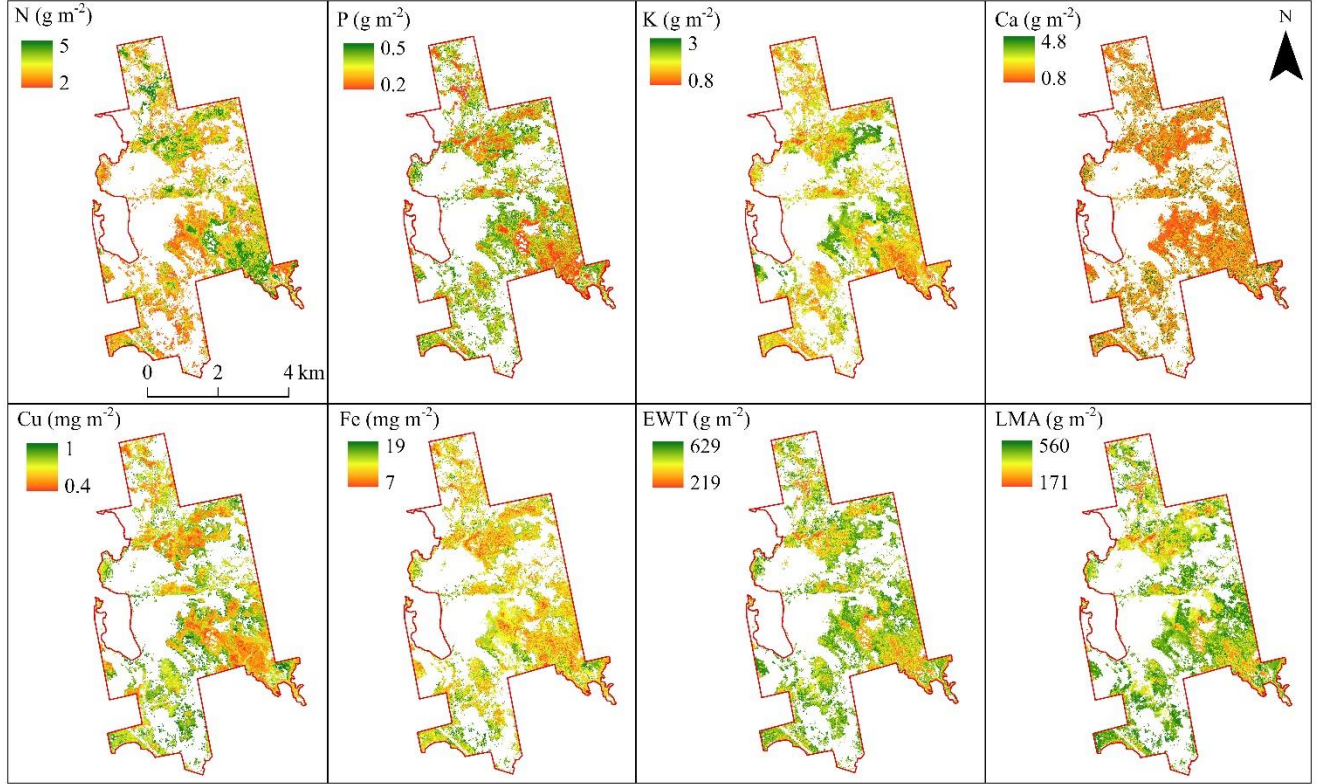 N (g m⁻²)
5
2
P (g m⁻²)
0.5
0.2
K (g m⁻²)
3
0.8
Ca (g m⁻²)
4.8
0.8
N
0 2 4 km
Cu (mg m⁻²)
1
0.4
Fe (mg m⁻²)
19
7
EWT (g m⁻²)
629
219
LMA (g m⁻²)
560
171